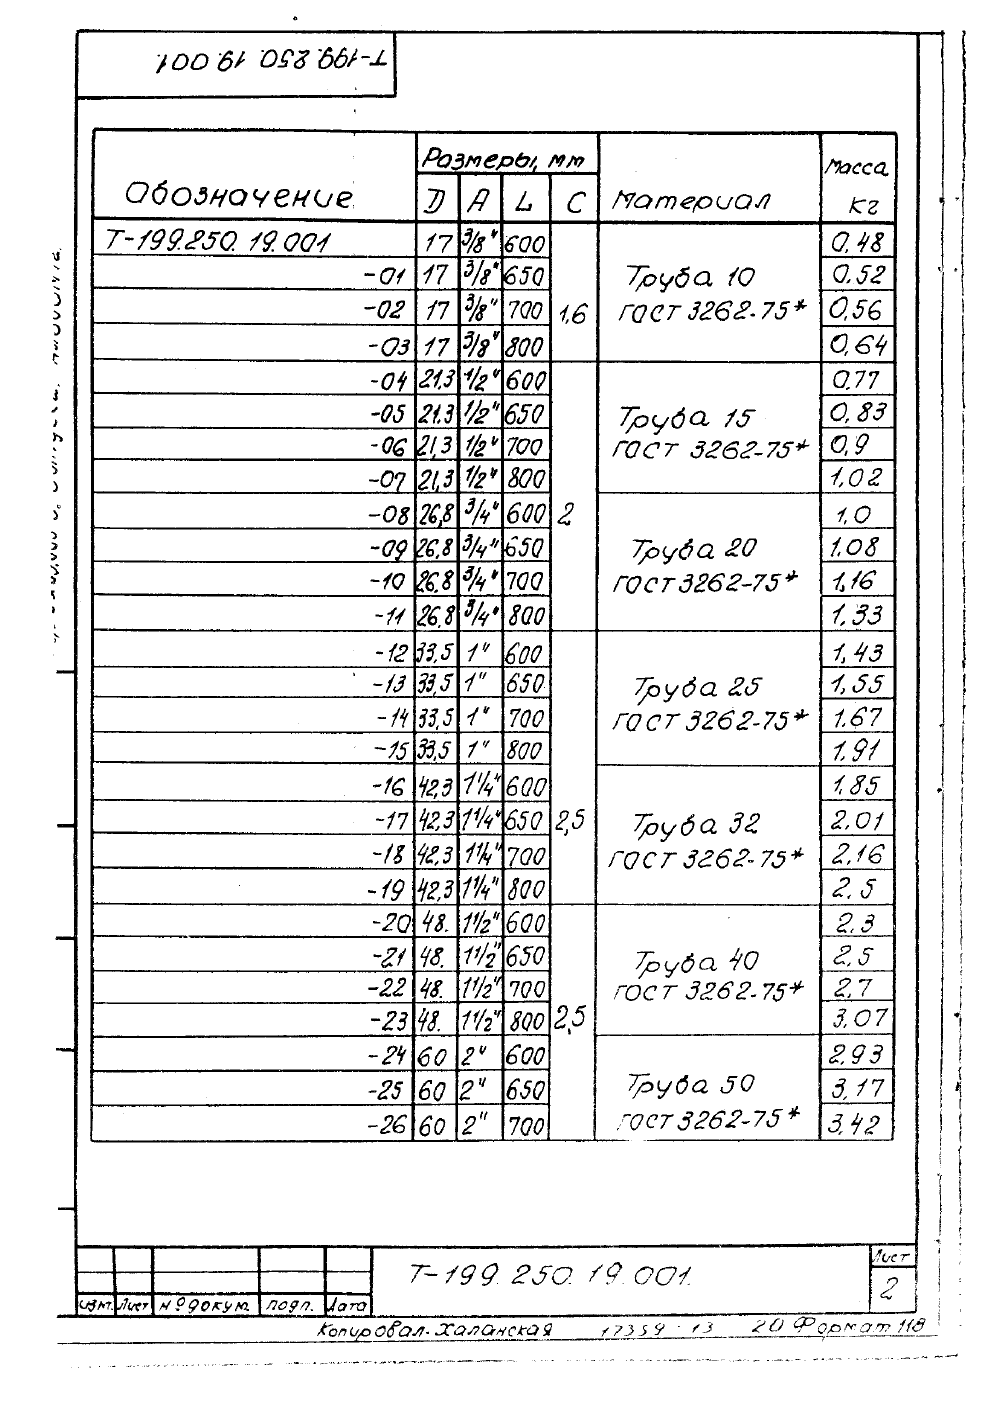 Т-199.250.19.001.
Обозначение Размеры, мм Материал Масса кг
D A L C
Т-199.250.19.001 17 3/8" 600 0,48
-01 17 3/8" 650 Труба 10 0,52
-02 17 3/8" 700 1,6 ГОСТ 3262-75* 0,56
-03 17 3/8" 800 0,64
-04 21,3 1/2" 600 0,77
-05 21,3 1/2" 650 Труба 15 0,83
-06 21,3 1/2" 700 ГОСТ 3262-75* 0,9
-07 21,3 1/2" 800 1,02
-08 26,8 3/4" 600 2 1,0
-09 26,8 3/4" 650 Труба 20 1,08
-10 26,8 3/4" 700 ГОСТ 3262-75* 1,16
-11 26,8 3/4" 800 1,33
-12 33,5 1" 600 1,43
-13 33,5 1" 650 Труба 25 1,55
-14 33,5 1" 700 ГОСТ 3262-75* 1,67
-15 33,5 1" 800 1,91
-16 42,3 1 1/4" 600 1,85
-17 42,3 1 1/4" 650 2,5 Труба 32 2,01
-18 42,3 1 1/4" 700 ГОСТ 3262-75* 2,16
-19 42,3 1 1/4" 800 2,5
-20 48. 1 1/2" 600 2,3
-21 48. 1 1/2" 650 Труба 40 2,5
-22 48. 1 1/2" 700 ГОСТ 3262-75* 2,7
-23 48. 1 1/2" 800 2,5 3,07
-24 60 2" 600 2,93
-25 60 2" 650 Труба 50 3,17
-26 60 2" 700 ГОСТ 3262-75* 3,42
Т-199.250.19.001.
Лист
2
Изм. Лист № докум. Подп. Дата
Копировал. Халанская 17359-13 20 Формат 11В